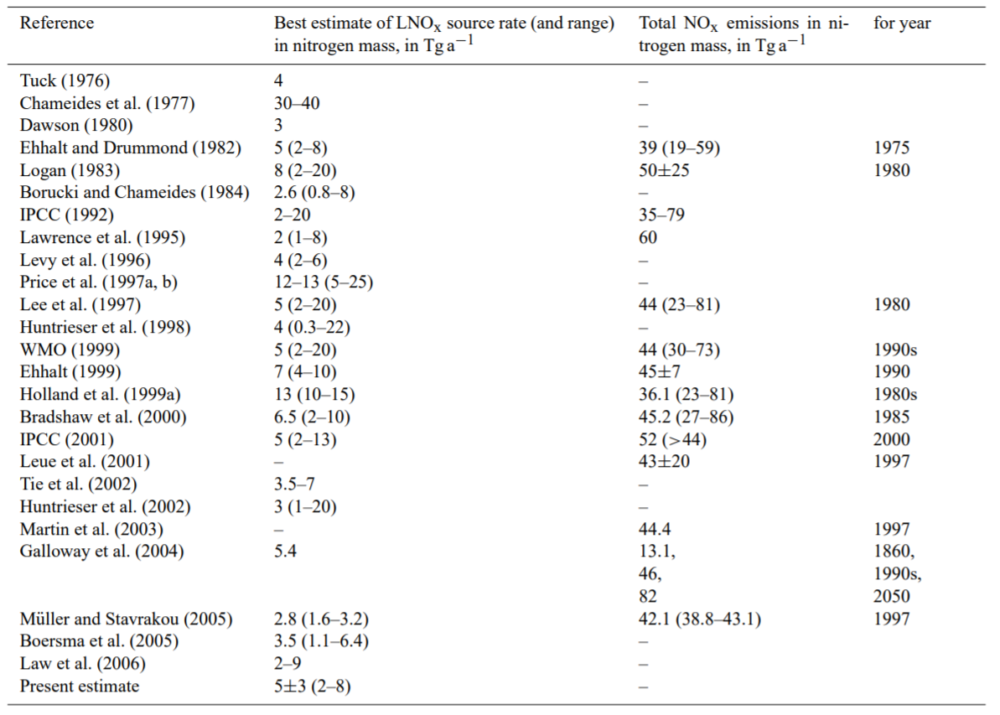 Reference Best estimate of LNOx source rate (and range) Total NOx emissions in ni- for year
in nitrogen mass, in Tg a−1 trogen mass, in Tg a−1
Tuck (1976) 4 –
Chameides et al. (1977) 30–40 –
Dawson (1980) 3 –
Ehhalt and Drummond (1982) 5 (2–8) 39 (19–59) 1975
Logan (1983) 8 (2–20) 50±25 1980
Borucki and Chameides (1984) 2.6 (0.8–8) –
IPCC (1992) 2–20 35–79
Lawrence et al. (1995) 2 (1–8) 60
Levy et al. (1996) 4 (2–6) –
Price et al. (1997a, b) 12–13 (5–25) –
Lee et al. (1997) 5 (2–20) 44 (23–81) 1980
Huntrieser et al. (1998) 4 (0.3–22) –
WMO (1999) 5 (2–20) 44 (30–73) 1990s
Ehhalt (1999) 7 (4–10) 45±7 1990
Holland et al. (1999a) 13 (10–15) 36.1 (23–81) 1980s
Bradshaw et al. (2000) 6.5 (2–10) 45.2 (27–86) 1985
IPCC (2001) 5 (2–13) 52 (>44) 2000
Leue et al. (2001) – 43±20 1997
Tie et al. (2002) 3.5–7 –
Huntrieser et al. (2002) 3 (1–20) –
Martin et al. (2003) – 44.4 1997
Galloway et al. (2004) 5.4 13.1, 1860,
46, 1990s,
82 2050
Müller and Stavrakou (2005) 2.8 (1.6–3.2) 42.1 (38.8–43.1) 1997
Boersma et al. (2005) 3.5 (1.1–6.4) –
Law et al. (2006) 2–9 –
Present estimate 5±3 (2–8) –